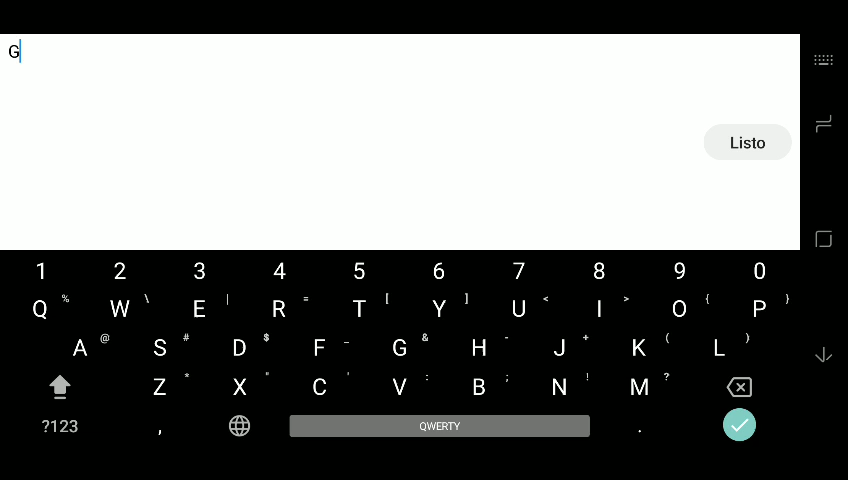 G
Listo
1 2 3 4 5 6 7 8 9 0
Q % W \ E | R = T [ Y ] U < I > O { P }
A @ S # D $ F _ G & H - J + K ( L )
Z * X " C ' V : B ; N ! M ?
?123 , QWERTY .